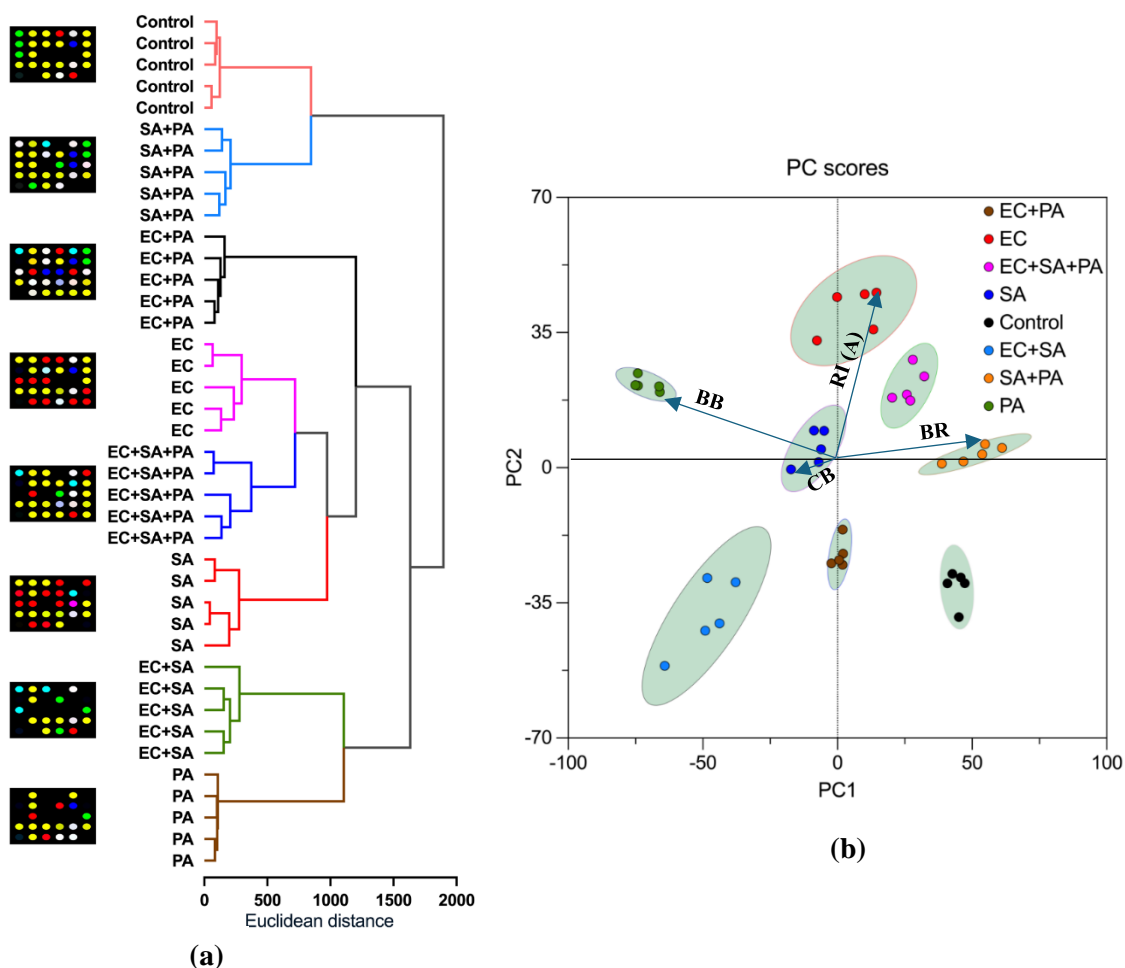 Control
Control
Control
Control
Control
SA+PA
SA+PA
SA+PA
SA+PA
SA+PA
EC+PA
EC+PA
EC+PA
EC+PA
EC+PA
EC
EC
EC
EC
EC
EC+SA+PA
EC+SA+PA
EC+SA+PA
EC+SA+PA
EC+SA+PA
SA
SA
SA
SA
SA
EC+SA
EC+SA
EC+SA
EC+SA
EC+SA
PA
PA
PA
PA
PA
0 500 1000 1500 2000
Euclidean distance
(a)
PC scores
70
35
0
-35
-70
PC2
EC+PA
EC
EC+SA+PA
SA
Control
EC+SA
SA+PA
PA
RI (A)
BB
BR
CB
-100 -50 0 50 100
PC1
(b)